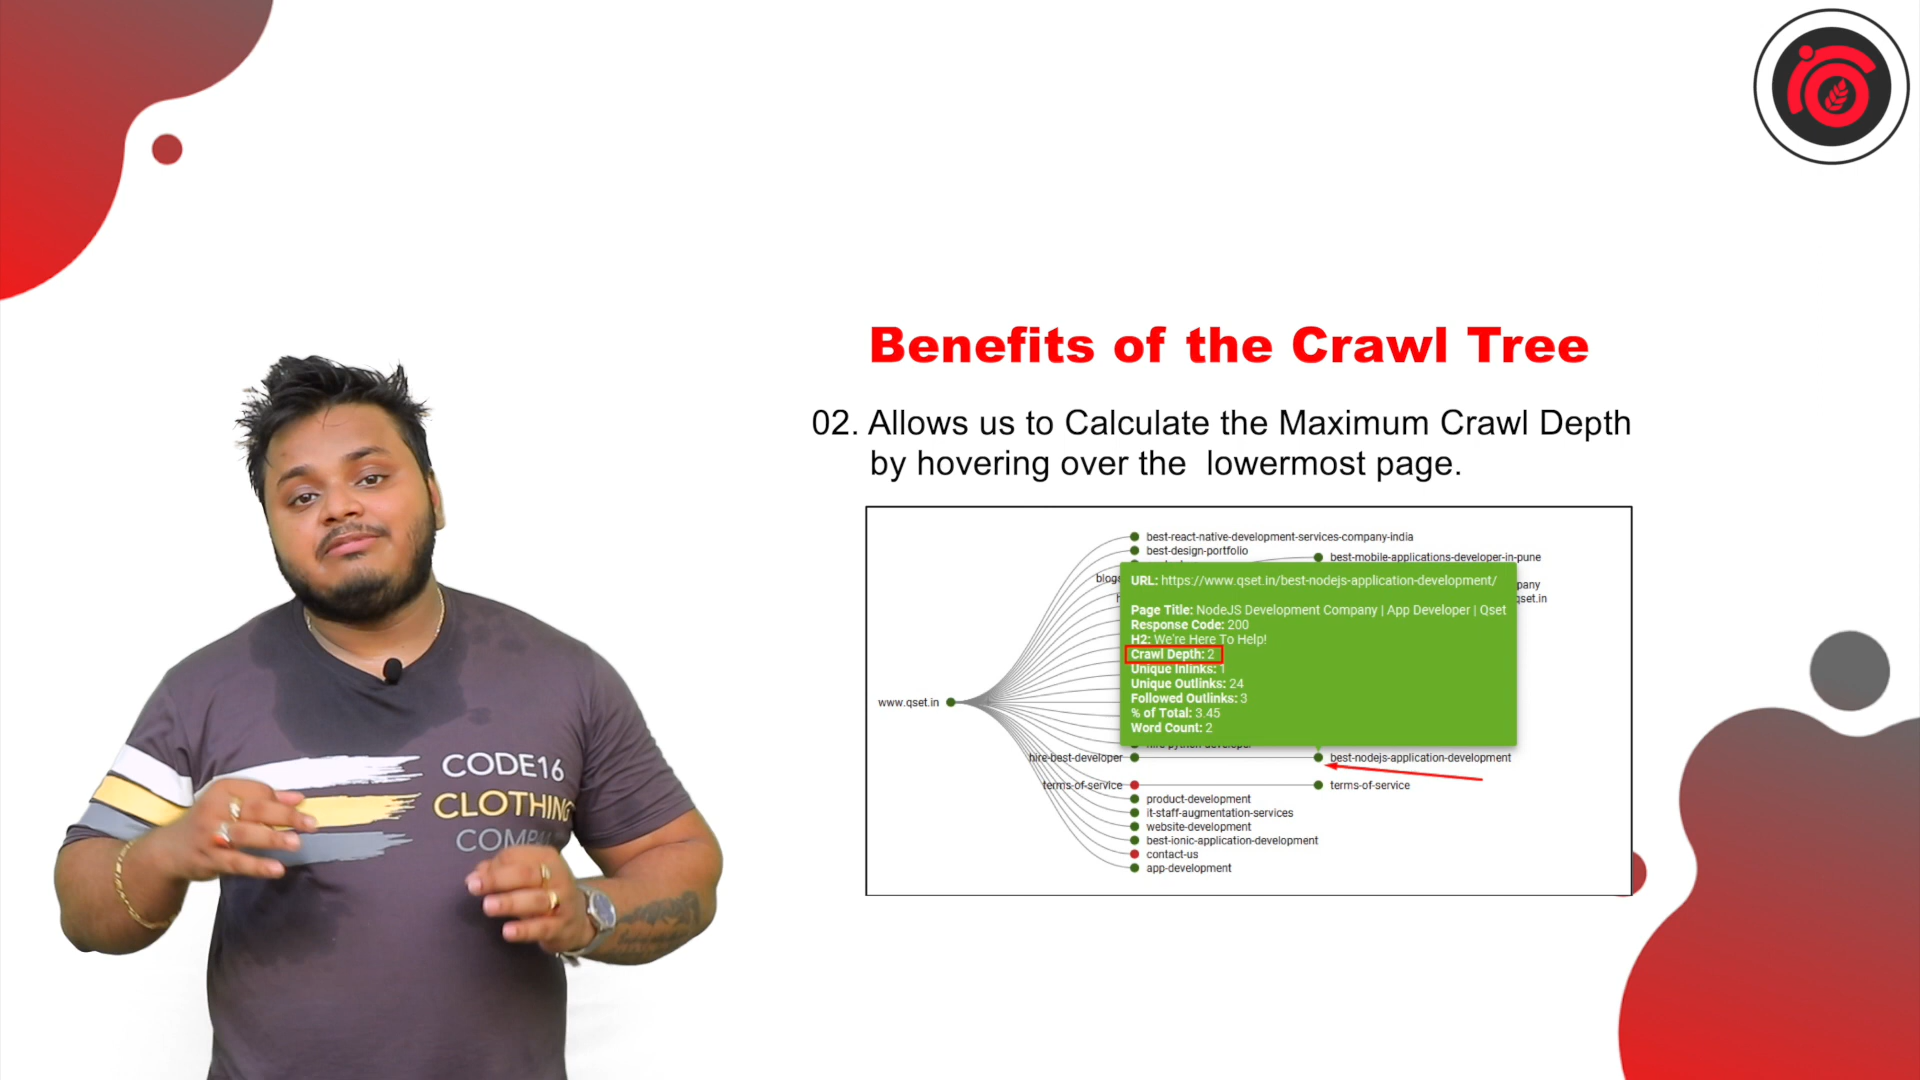 Benefits of the Crawl Tree
02. Allows us to Calculate the Maximum Crawl Depth
by hovering over the lowermost page.
best-react-native-development-services-company-india
best-design-portfolio
best-mobile-applications-developer-in-pune
URL: https://www.qset.in/best-nodejs-application-development/
pany
qset.in
Page Title: NodeJS Development Company | App Developer | Qset
Response Code: 200
H2: We're Here To Help!
Crawl Depth: 2
Unique Inlinks: 1
Unique Outlinks: 24
Followed Outlinks: 3
% of Total: 3.45
Word Count: 2
www.qset.in
hire-best-developer
best-nodejs-application-development
terms-of-service
terms-of-service
product-development
it-staff-augmentation-services
website-development
best-ionic-application-development
contact-us
app-development
CODE16
CLOTHING